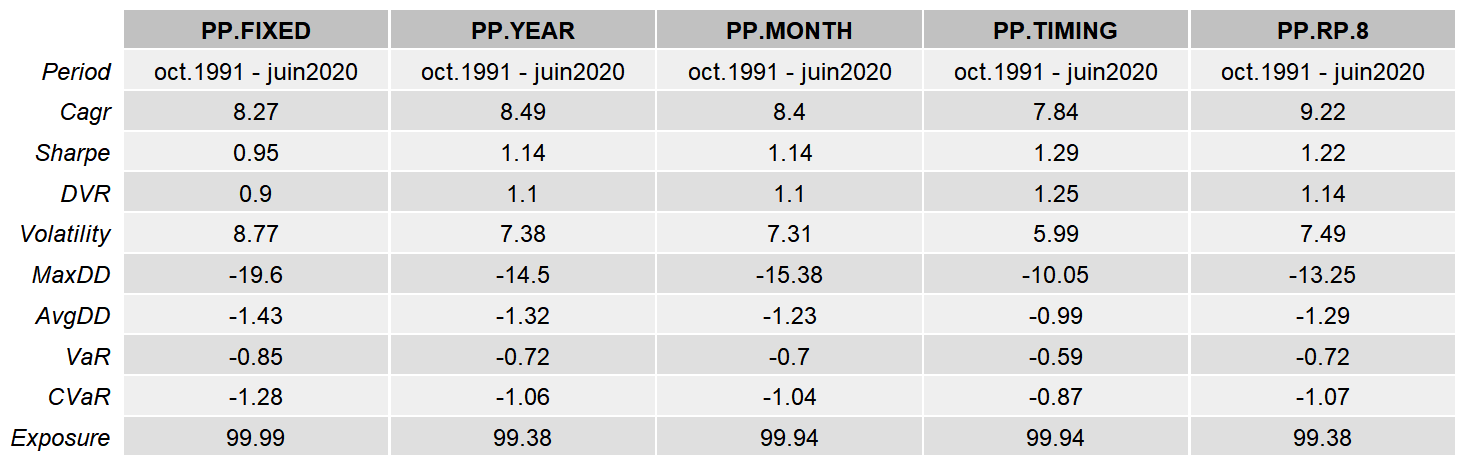 PP.FIXED PP.YEAR PP.MONTH PP.TIMING PP.RP.8
Period oct.1991 - juin2020 oct.1991 - juin2020 oct.1991 - juin2020 oct.1991 - juin2020 oct.1991 - juin2020
Cagr 8.27 8.49 8.4 7.84 9.22
Sharpe 0.95 1.14 1.14 1.29 1.22
DVR 0.9 1.1 1.1 1.25 1.14
Volatility 8.77 7.38 7.31 5.99 7.49
MaxDD -19.6 -14.5 -15.38 -10.05 -13.25
AvgDD -1.43 -1.32 -1.23 -0.99 -1.29
VaR -0.85 -0.72 -0.7 -0.59 -0.72
CVaR -1.28 -1.06 -1.04 -0.87 -1.07
Exposure 99.99 99.38 99.94 99.94 99.38